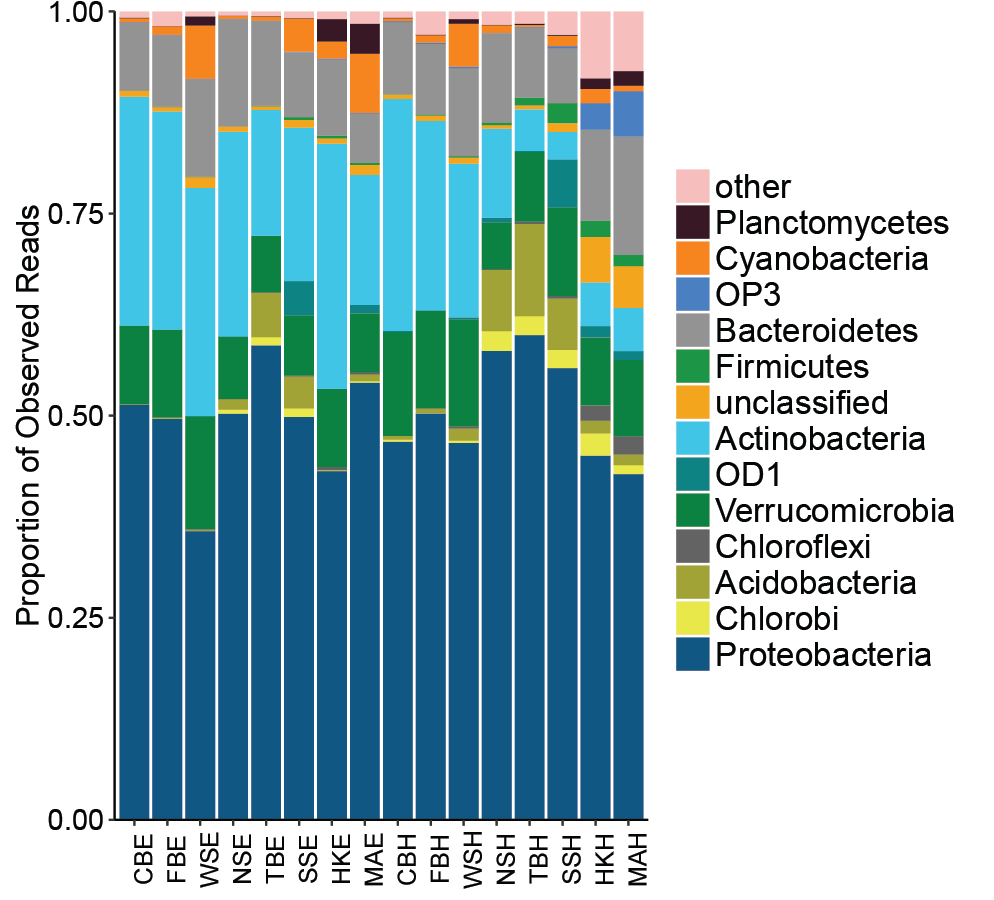 Proportion of Observed Reads
1.00
0.75
0.50
0.25
0.00
CBE
FBE
WSE
NSE
TBE
SSE
HKE
MAE
CBH
FBH
WSH
NSH
TBH
SSH
HKH
MAH
other
Planctomycetes
Cyanobacteria
OP3
Bacteroidetes
Firmicutes
unclassified
Actinobacteria
OD1
Verrucomicrobia
Chloroflexi
Acidobacteria
Chlorobi
Proteobacteria